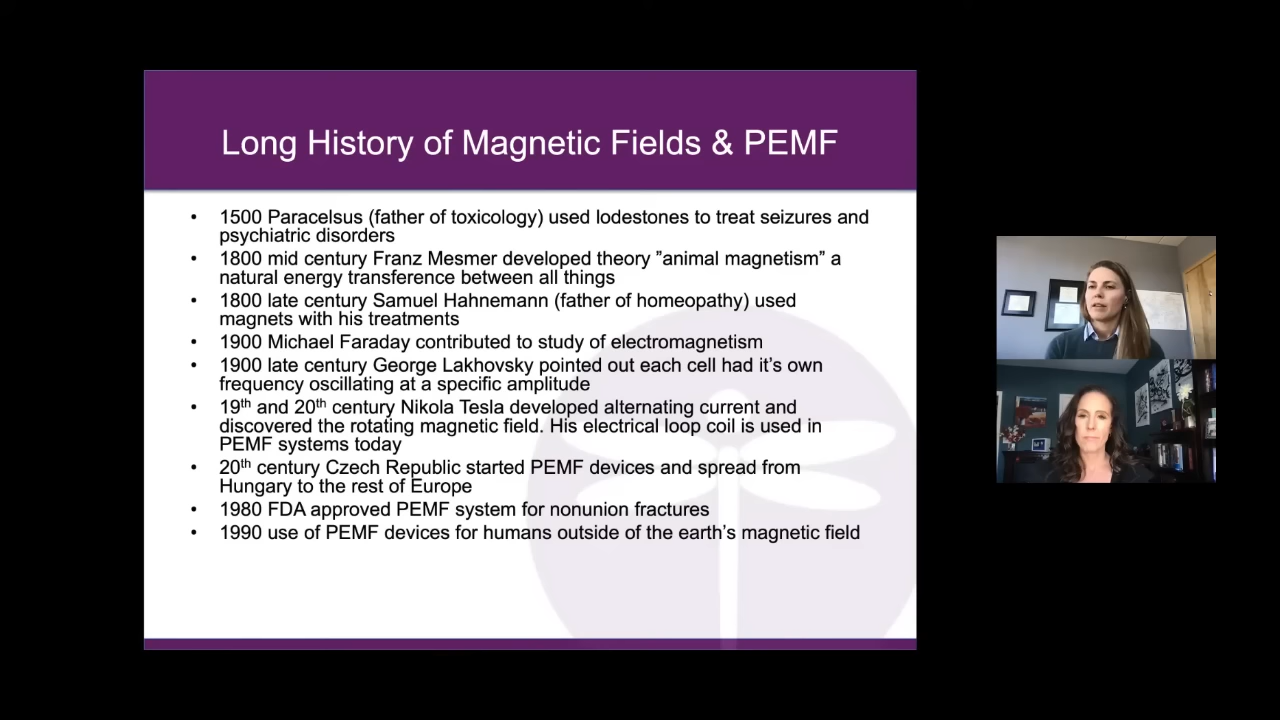 Long History of Magnetic Fields & PEMF
• 1500 Paracelsus (father of toxicology) used lodestones to treat seizures and
psychiatric disorders
• 1800 mid century Franz Mesmer developed theory ”animal magnetism” a
natural energy transference between all things
• 1800 late century Samuel Hahnemann (father of homeopathy) used
magnets with his treatments
• 1900 Michael Faraday contributed to study of electromagnetism
• 1900 late century George Lakhovsky pointed out each cell had it’s own
frequency oscillating at a specific amplitude
• 19th and 20th century Nikola Tesla developed alternating current and
discovered the rotating magnetic field. His electrical loop coil is used in
PEMF systems today
• 20th century Czech Republic started PEMF devices and spread from
Hungary to the rest of Europe
• 1980 FDA approved PEMF system for nonunion fractures
• 1990 use of PEMF devices for humans outside of the earth’s magnetic field